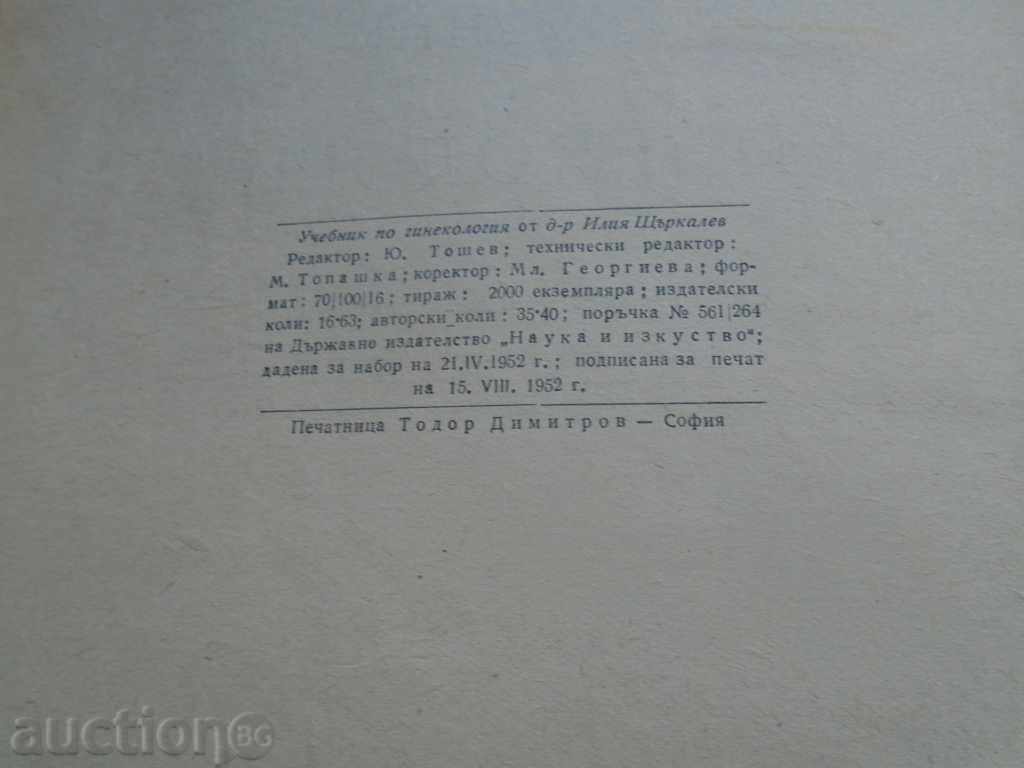 Учебник по гинекология от д-р Илия Щъркалев
Редактор: Ю. Тошев; технически редактор:
М. Топашка; коректор: Мл. Георгиева; фор-
мат: 70|100|16; тираж: 2000 екземпляра; издателски
коли: 16·63; авторски коли: 35·40; поръчка № 561|264
на Държавно издателство „Наука и изкуство“;
дадена за набор на 21.IV.1952 г.; подписана за печат
на 15. VIII. 1952 г.
Печатница Тодор Димитров — София
auction BG